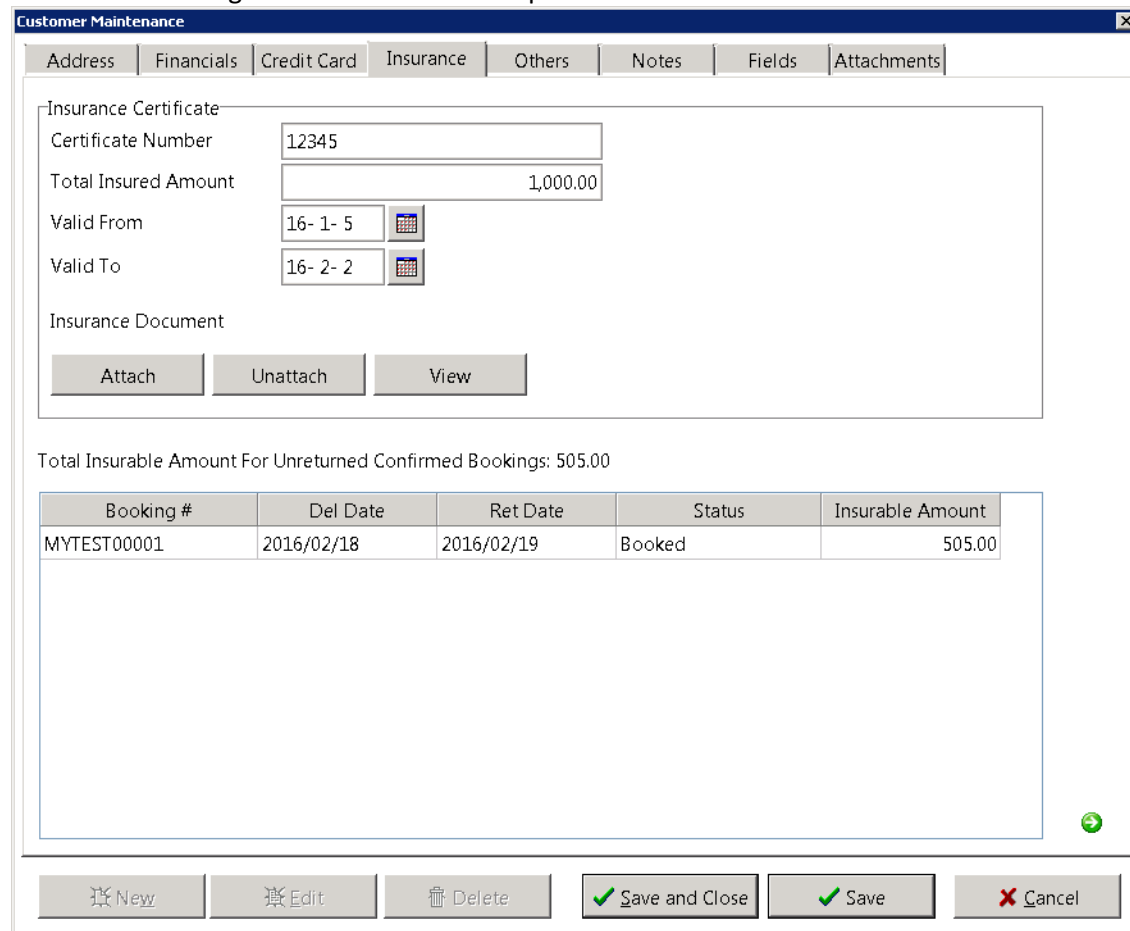 Customer Maintenance
Address Financials Credit Card Insurance Others Notes Fields Attachments
Insurance Certificate
Certificate Number 12345
Total Insured Amount 1,000.00
Valid From 16- 1- 5
Valid To 16- 2- 2
Insurance Document
Attach Unattach View
Total Insurable Amount For Unreturned Confirmed Bookings: 505.00
Booking # Del Date Ret Date Status Insurable Amount
MYTEST00001 2016/02/18 2016/02/19 Booked 505.00
New Edit Delete Save and Close Save Cancel